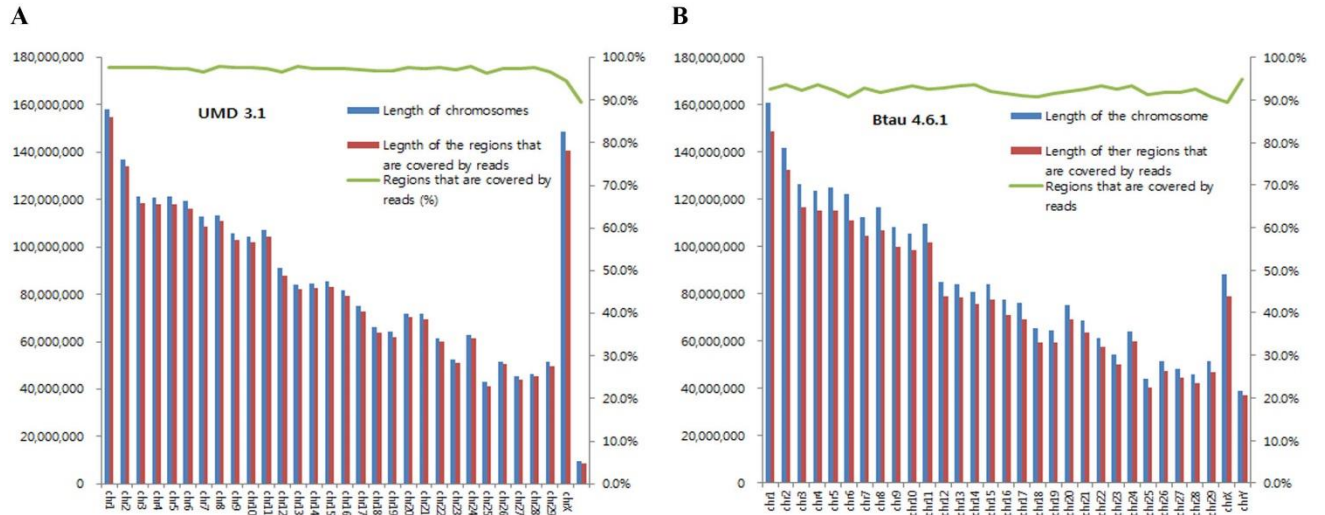 A
180,000,000
160,000,000
140,000,000
120,000,000
100,000,000
80,000,000
60,000,000
40,000,000
20,000,000
0
100.0%
90.0%
80.0%
70.0%
60.0%
50.0%
40.0%
30.0%
20.0%
10.0%
0.0%
UMD 3.1
Length of chromosomes
Legnth of the regions that
are covered by reads
Regions that are covered by
reads (%)
chr1
chr2
chr3
chr4
chr5
chr6
chr7
chr8
chr9
chr10
chr11
chr12
chr13
chr14
chr15
chr16
chr17
chr18
chr19
chr20
chr21
chr22
chr23
chr24
chr25
chr26
chr27
chr28
chr29
chrX
B
180,000,000
160,000,000
140,000,000
120,000,000
100,000,000
80,000,000
60,000,000
40,000,000
20,000,000
0
100.0%
90.0%
80.0%
70.0%
60.0%
50.0%
40.0%
30.0%
20.0%
10.0%
0.0%
Btau 4.6.1
Length of the chromosome
Length of ther regions that
are covered by reads
Regions that are covered by
reads
chr1
chr2
chr3
chr4
chr5
chr6
chr7
chr8
chr9
chr10
chr11
chr12
chr13
chr14
chr15
chr16
chr17
chr18
chr19
chr20
chr21
chr22
chr23
chr24
chr25
chr26
chr27
chr28
chr29
chrX
chrY